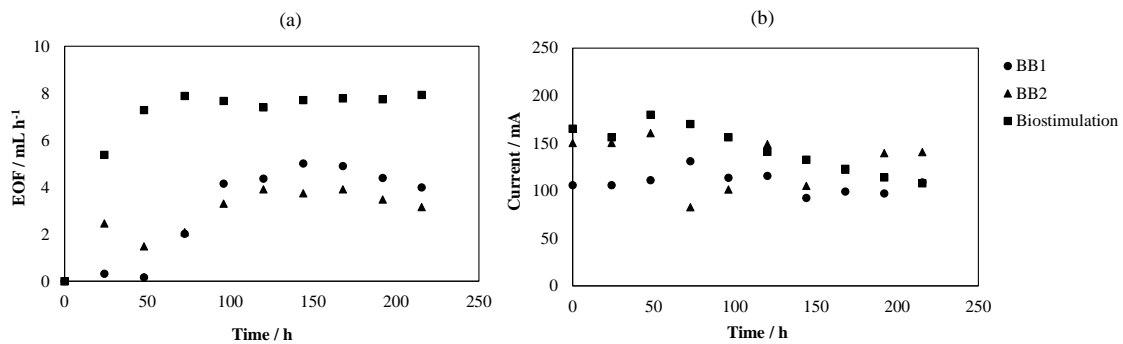 (a)
10
8
6
4
2
0
0 50 100 150 200 250
EOF / mL h-1
Time / h
(b)
250
200
150
100
50
0
0 50 100 150 200 250
Current / mA
Time / h
BB1
BB2
Biostimulation